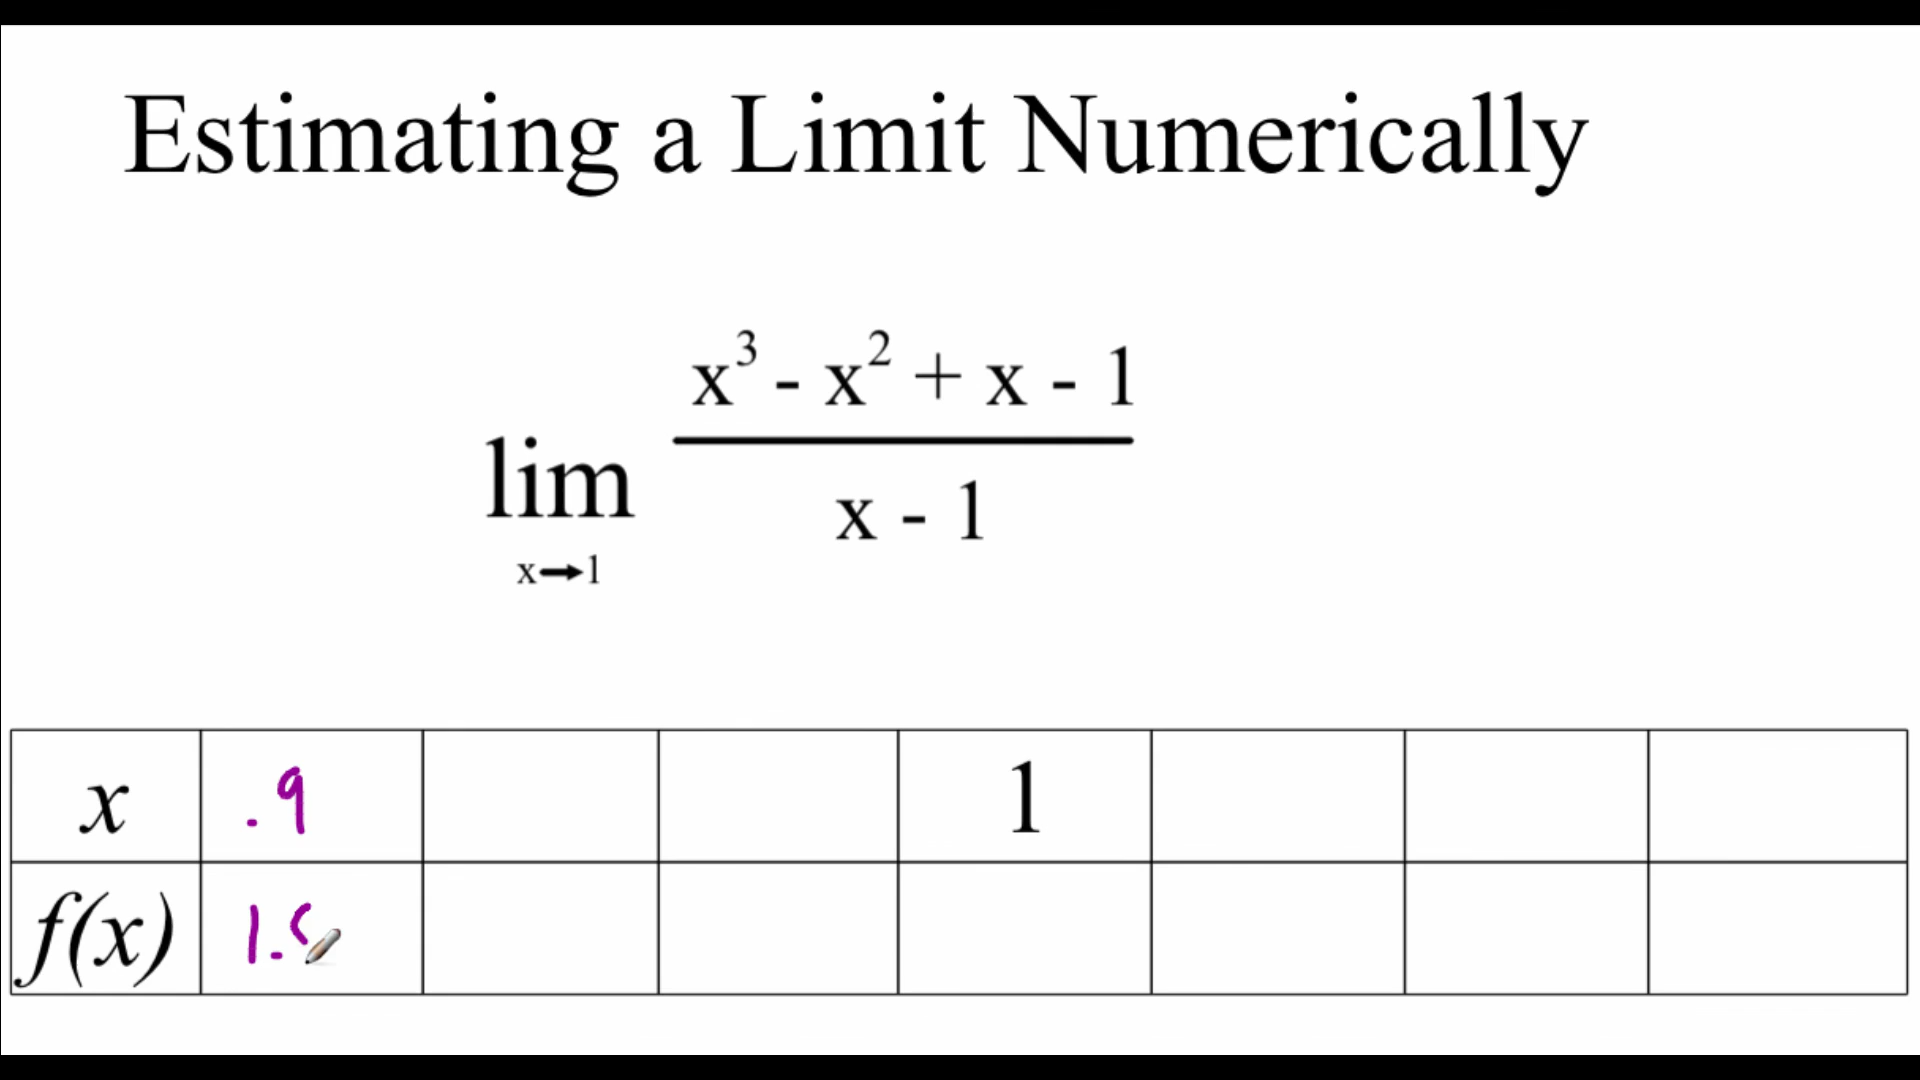 Estimating a Limit Numerically
lim x→1 (x³ - x² + x - 1) / (x - 1)
x .9 1
f(x)